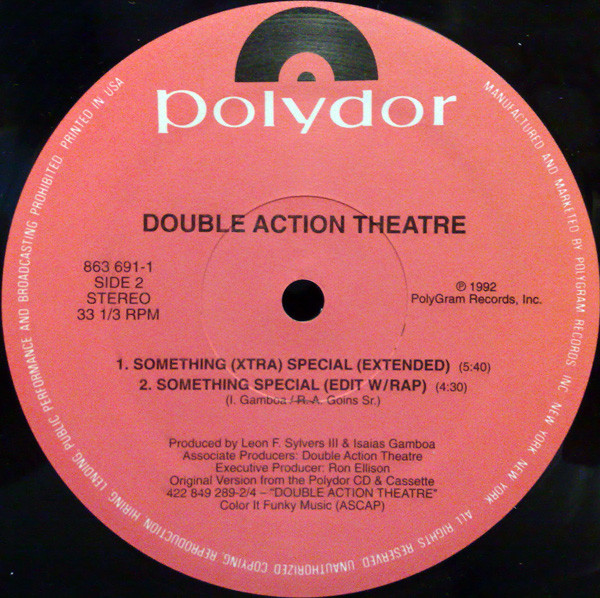 polydor
DOUBLE ACTION THEATRE
863 691-1
SIDE 2
STEREO
33 1/3 RPM
℗ 1992
PolyGram Records, Inc.
1. SOMETHING (XTRA) SPECIAL (EXTENDED) (5:40)
2. SOMETHING SPECIAL (EDIT W/RAP) (4:30)
(I. Gamboa / R. A. Goins Sr.)
Produced by Leon F. Sylvers III & Isaias Gamboa
Associate Producers: Double Action Theatre
Executive Producer: Ron Ellison
Original Version from the Polydor CD & Cassette
422 849 289-2/4 – "DOUBLE ACTION THEATRE"
Color It Funky Music (ASCAP)
MANUFACTURED AND MARKETED BY POLYGRAM RECORDS INC. NEW YORK, NEW YORK. ALL RIGHTS RESERVED. UNAUTHORIZED COPYING, REPRODUCTION HIRING, LENDING, PUBLIC PERFORMANCE AND BROADCASTING PROHIBITED. PRINTED IN USA